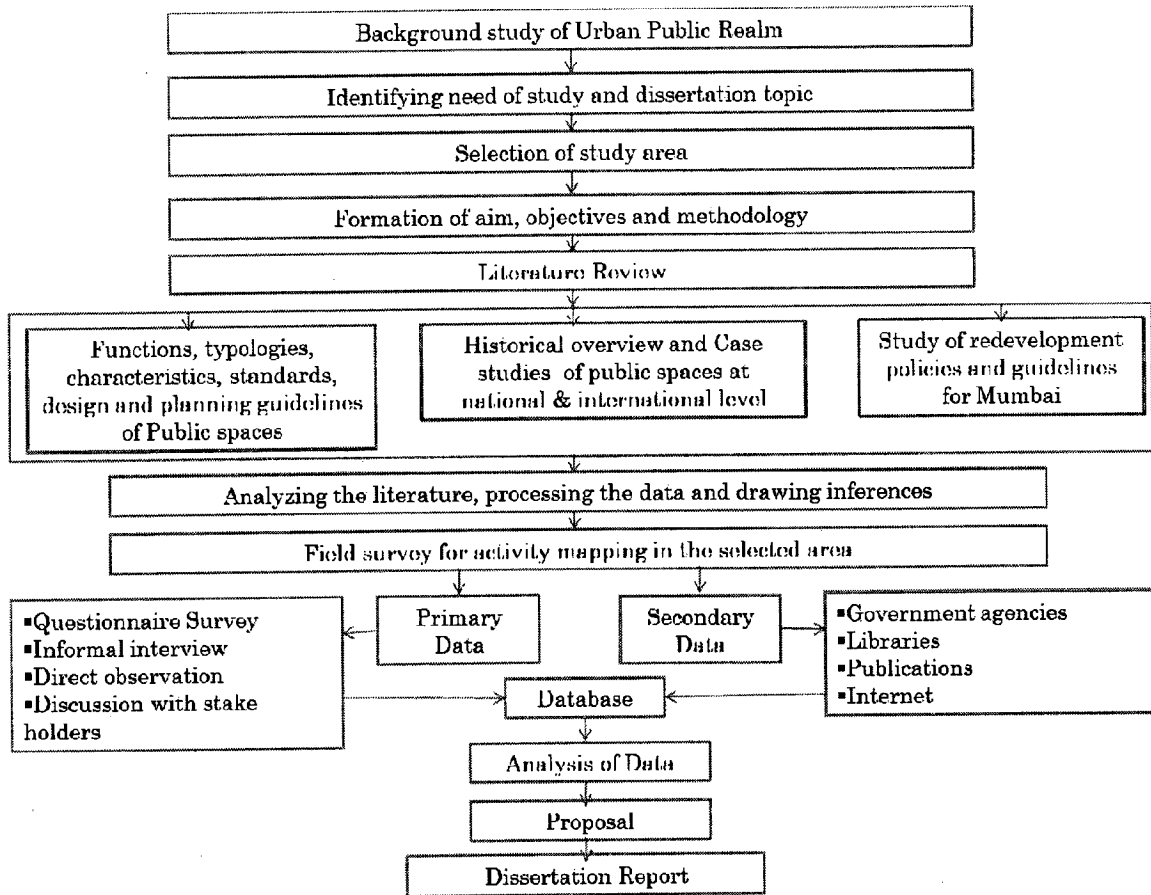 Background study of Urban Public Realm
Identifying need of study and dissertation topic
Selection of study area
Formation of aim, objectives and methodology
Literature Review
Functions, typologies,
characteristics, standards,
design and planning guidelines
of Public spaces
Historical overview and Case
studies of public spaces at
national & international level
Study of redevelopment
policies and guidelines
for Mumbai
Analyzing the literature, processing the data and drawing inferences
Field survey for activity mapping in the selected area
▪Questionnaire Survey
▪Informal interview
▪Direct observation
▪Discussion with stake
holders
Primary
Data
Secondary
Data
▪Government agencies
▪Libraries
▪Publications
▪Internet
Database
Analysis of Data
Proposal
Dissertation Report